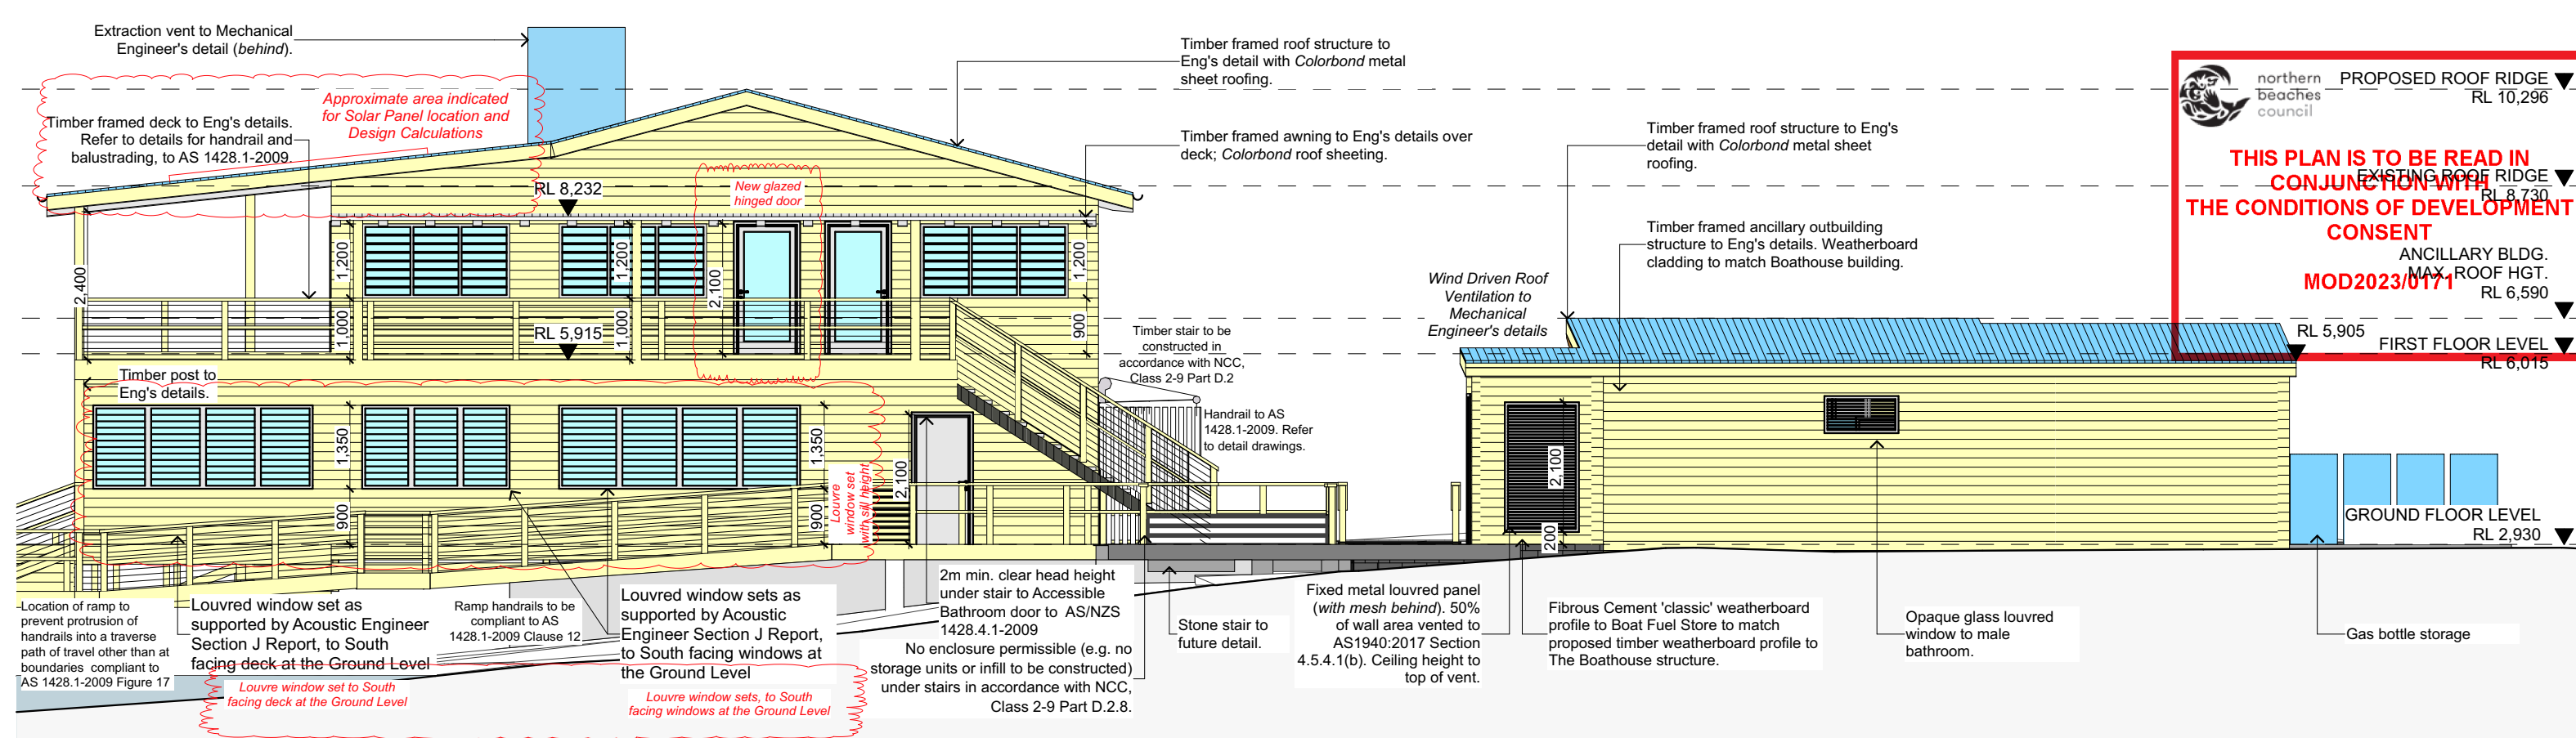 Extraction vent to Mechanical
Engineer's detail (behind).
Approximate area indicated
for Solar Panel location and
Design Calculations
Timber framed deck to Eng's details.
Refer to details for handrail and
balustrading, to AS 1428.1-2009.
RL 8,232
New glazed
hinged door
Timber framed roof structure to
Eng's detail with Colorbond metal
sheet roofing.
Timber framed awning to Eng's details over
deck; Colorbond roof sheeting.
Timber framed roof structure to Eng's
detail with Colorbond metal sheet
roofing.
Timber framed ancillary outbuilding
structure to Eng's details. Weatherboard
cladding to match Boathouse building.
Wind Driven Roof
Ventilation to
Mechanical
Engineer's details
northern
beaches
council
PROPOSED ROOF RIDGE
RL 10,296
THIS PLAN IS TO BE READ IN
CONJUNCTION WITH
THE CONDITIONS OF DEVELOPMENT
CONSENT
MOD2023/0171
EXISTING ROOF RIDGE
RL 8,730
ANCILLARY BLDG.
MAX. ROOF HGT.
RL 6,590
RL 5,905
FIRST FLOOR LEVEL
RL 6,015
2,400
1,200
1,200
2,100
1,200
1,000
1,000
900
RL 5,915
Timber post to
Eng's details.
Timber stair to be
constructed in
accordance with NCC,
Class 2-9 Part D.2
Handrail to AS
1428.1-2009. Refer
to detail drawings.
1,350
1,350
900
900
Louvre
window set
with sill height
2,100
2,100
200
GROUND FLOOR LEVEL
RL 2,930
Location of ramp to
prevent protrusion of
handrails into a traverse
path of travel other than at
boundaries compliant to
AS 1428.1-2009 Figure 17
Louvred window set as
supported by Acoustic Engineer
Section J Report, to South
facing deck at the Ground Level
Louvre window set to South
facing deck at the Ground Level
Ramp handrails to be
compliant to AS
1428.1-2009 Clause 12
Louvred window sets as
supported by Acoustic
Engineer Section J Report,
to South facing windows at
the Ground Level
Louvre window sets, to South
facing windows at the Ground Level
2m min. clear head height
under stair to Accessible
Bathroom door to AS/NZS
1428.4.1-2009
No enclosure permissible (e.g. no
storage units or infill to be constructed)
under stairs in accordance with NCC,
Class 2-9 Part D.2.8.
Stone stair to
future detail.
Fixed metal louvred panel
(with mesh behind). 50%
of wall area vented to
AS1940:2017 Section
4.5.4.1(b). Ceiling height to
top of vent.
Fibrous Cement 'classic' weatherboard
profile to Boat Fuel Store to match
proposed timber weatherboard profile to
The Boathouse structure.
Opaque glass louvred
window to male
bathroom.
Gas bottle storage